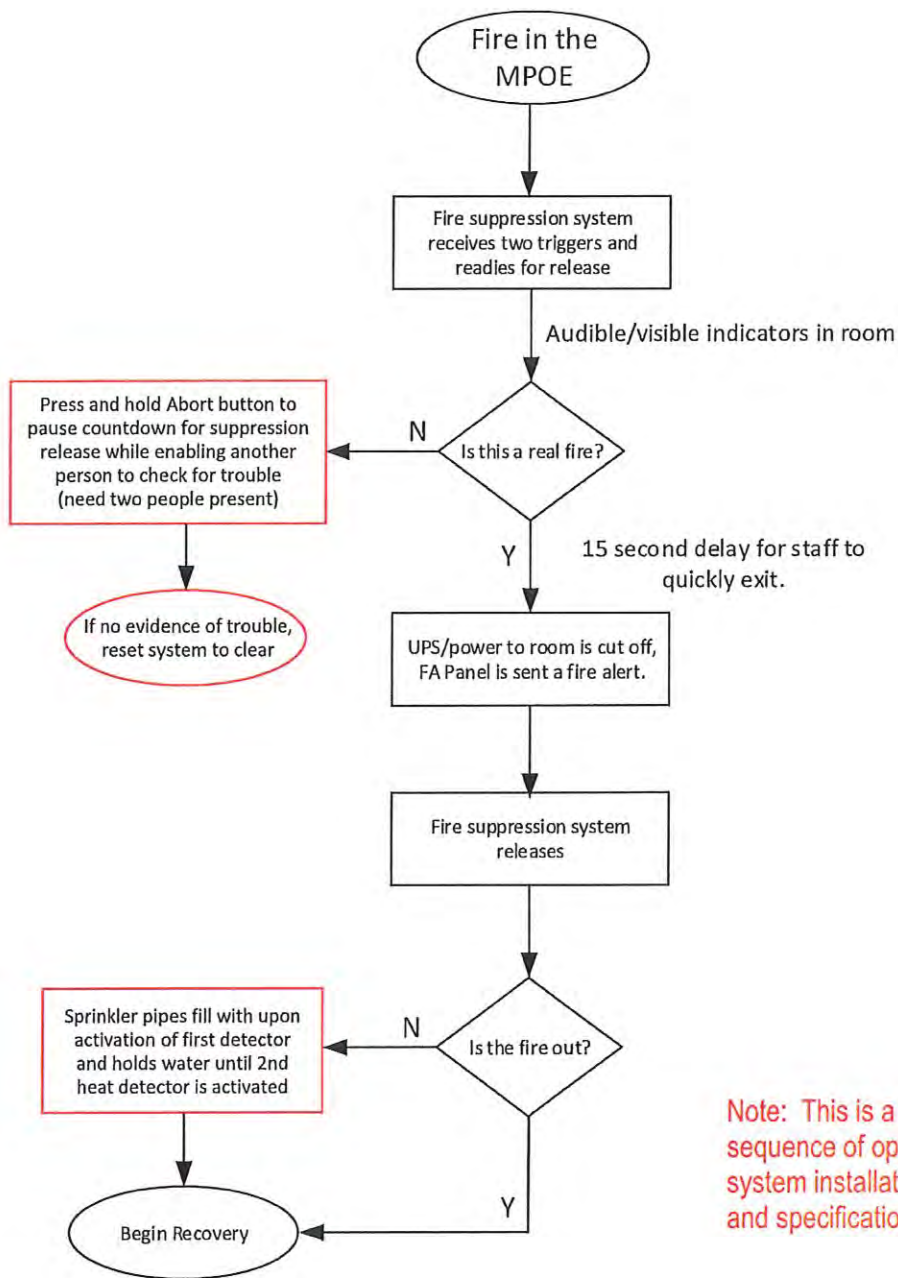 Fire in the
MPOE
Fire suppression system
receives two triggers and
readies for release
Audible/visible indicators in room
Is this a real fire?
N
Press and hold Abort button to
pause countdown for suppression
release while enabling another
person to check for trouble
(need two people present)
If no evidence of trouble,
reset system to clear
Y
15 second delay for staff to
quickly exit.
UPS/power to room is cut off,
FA Panel is sent a fire alert.
Fire suppression system
releases
Is the fire out?
N
Sprinkler pipes fill with upon
activation of first detector
and holds water until 2nd
heat detector is activated
Y
Begin Recovery
Note: This is a
sequence of op
system installat
and specificatio